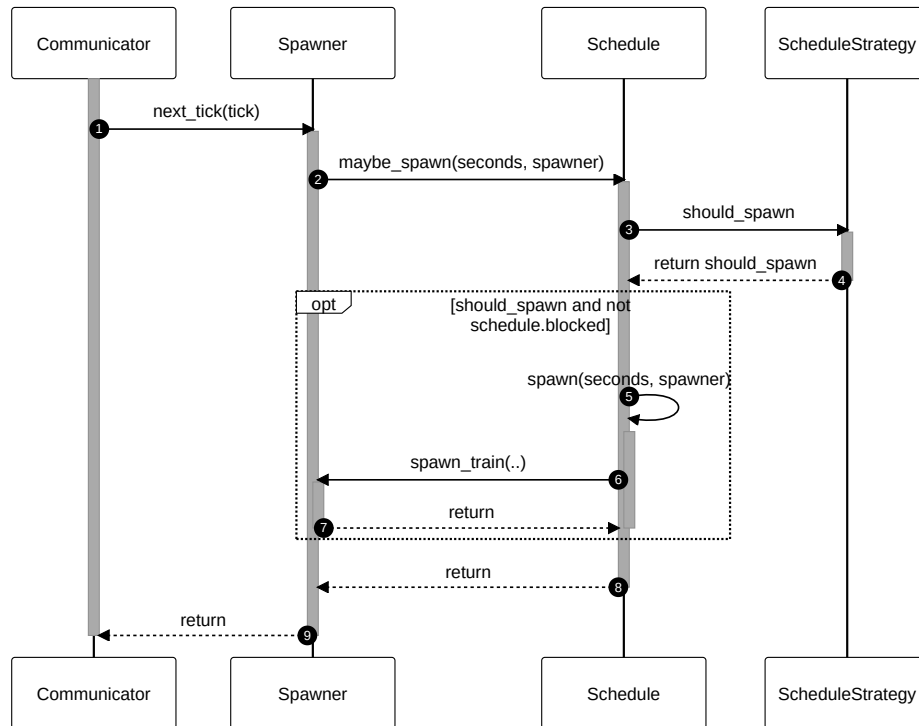 Communicator
Spawner
Schedule
ScheduleStrategy
next_tick(tick)
1
maybe_spawn(seconds, spawner)
2
should_spawn
3
return should_spawn
4
opt
[should_spawn and not
schedule.blocked]
spawn(seconds, spawner)
5
spawn_train(..)
6
return
7
return
8
return
9
Communicator
Spawner
Schedule
ScheduleStrategy